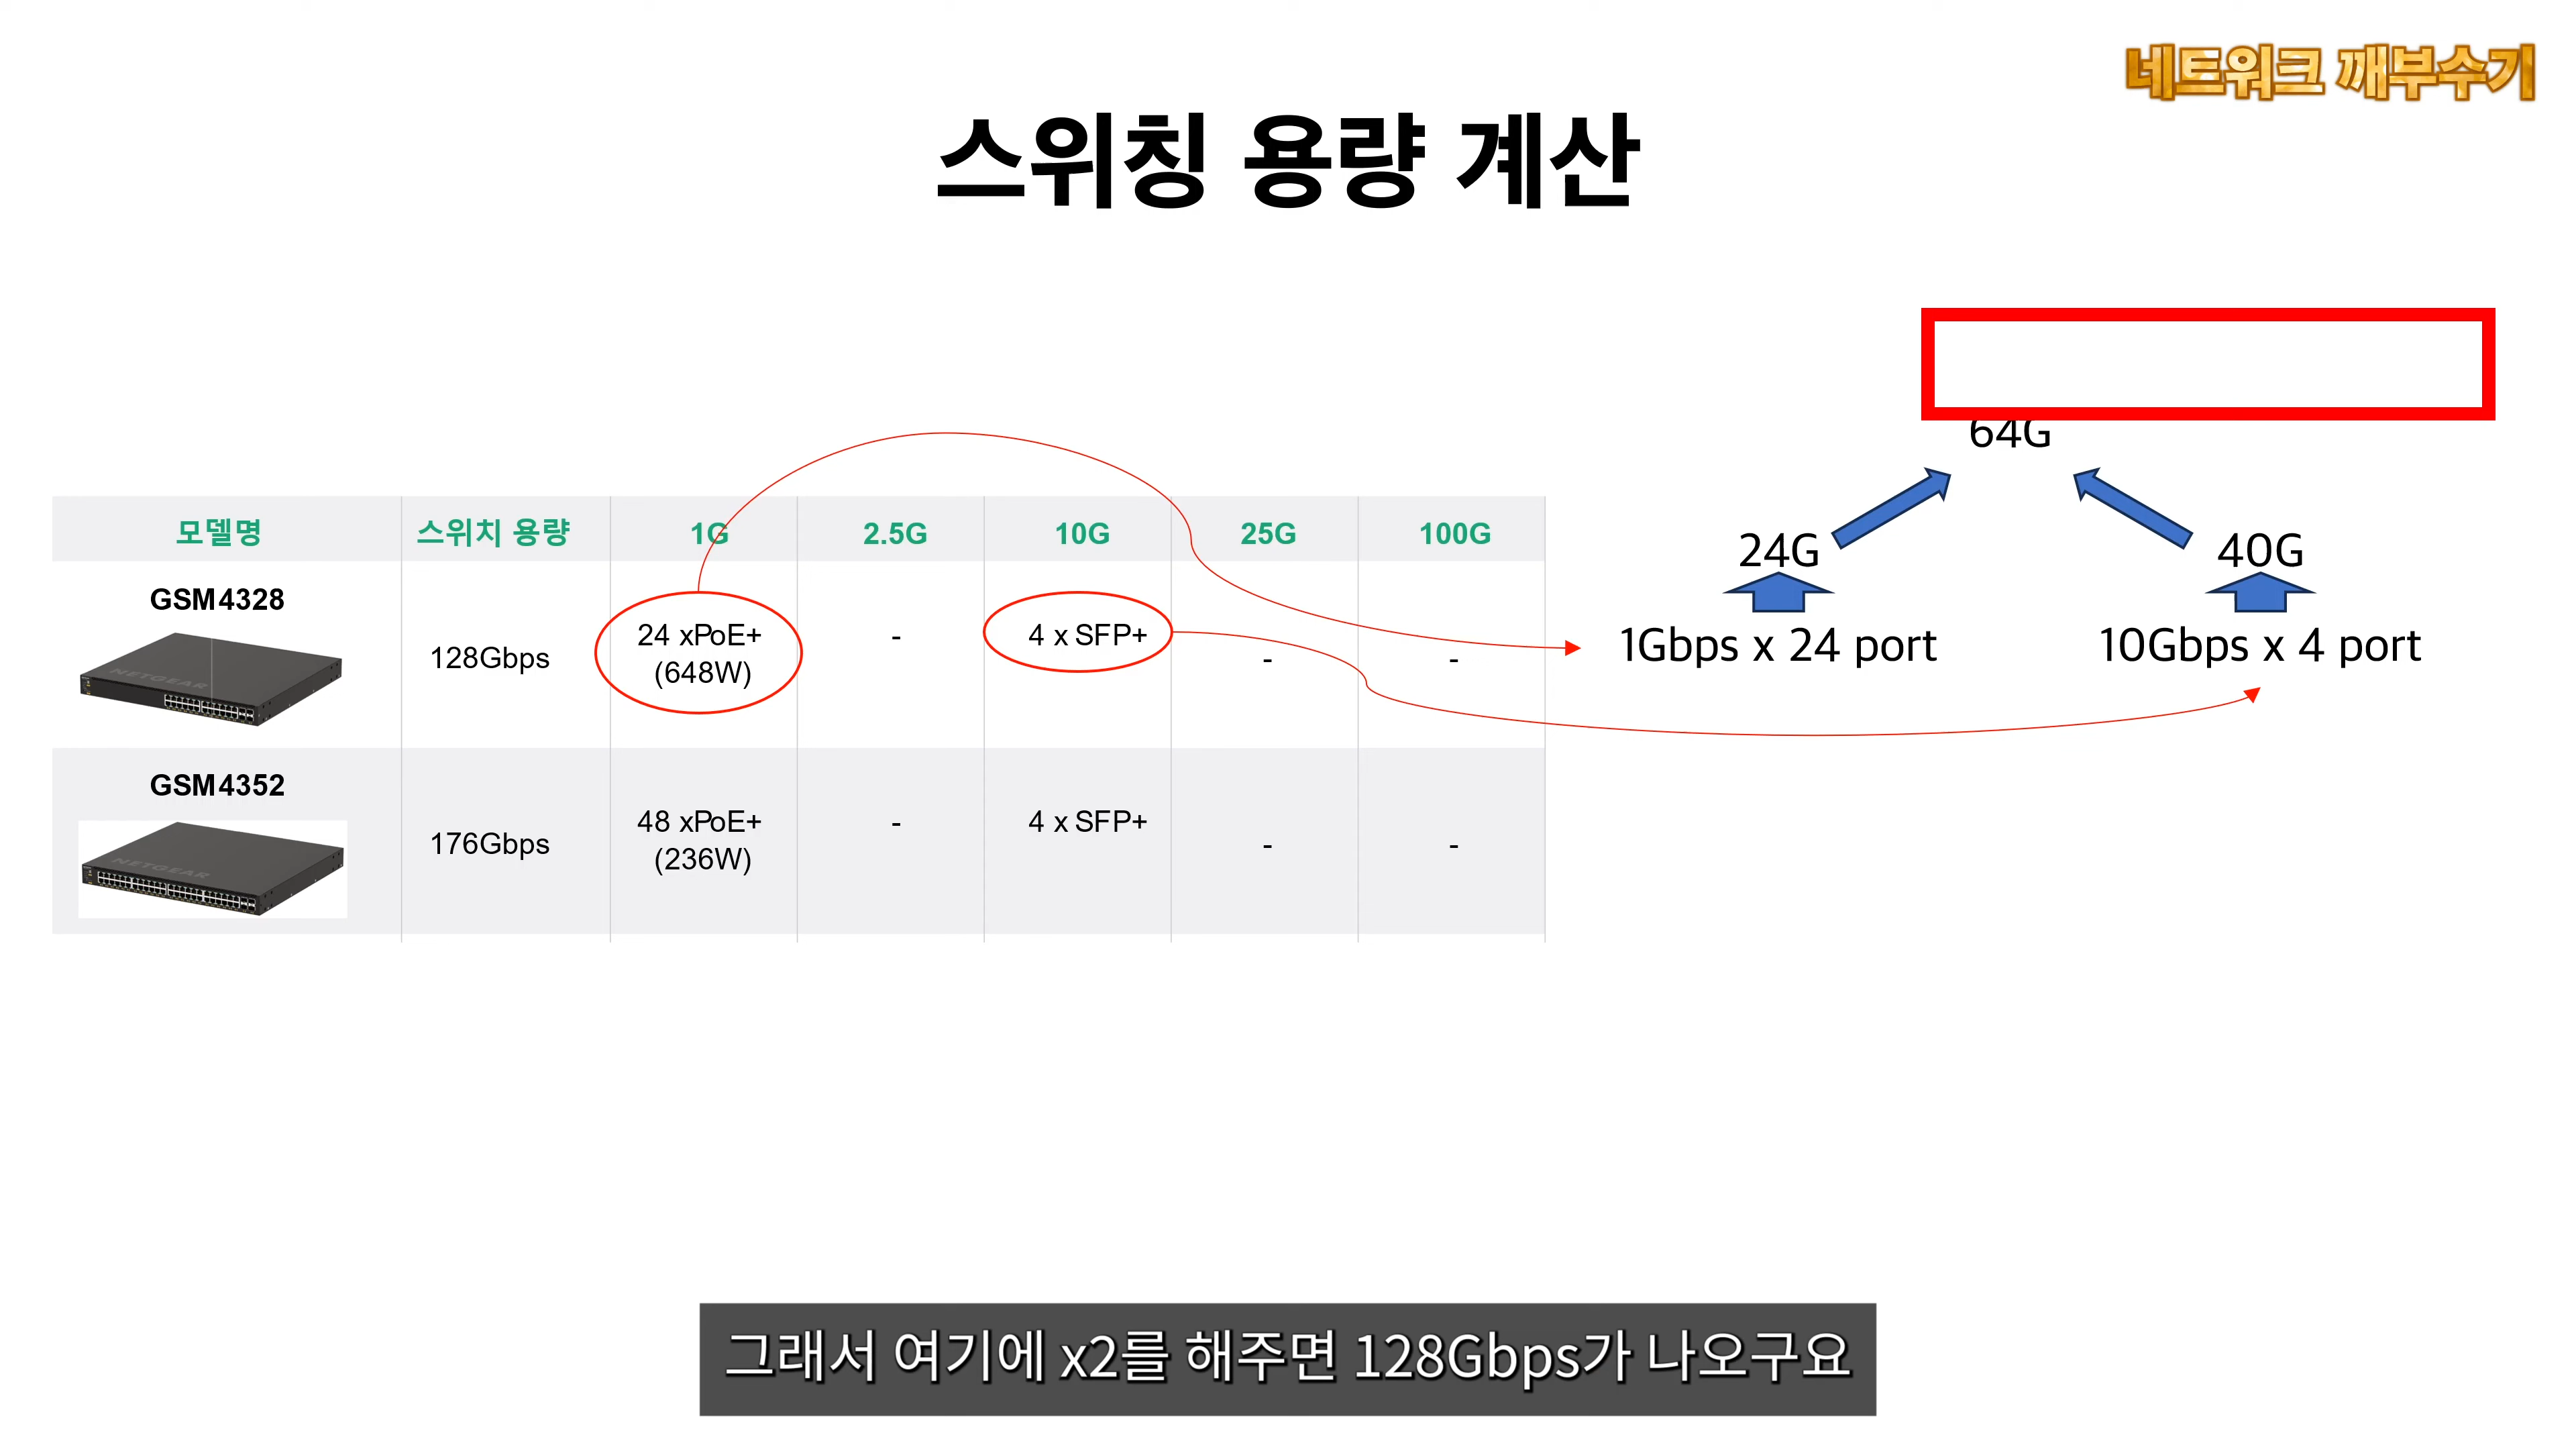 네트워크 깨부수기
스위칭 용량 계산
64G
24G
40G
1Gbps x 24 port
10Gbps x 4 port
모델명 스위치 용량 1G 2.5G 10G 25G 100G
GSM4328
NETGEAR
128Gbps
24 xPoE+
(648W)
-
4 x SFP+
-
-
GSM4352
NETGEAR
176Gbps
48 xPoE+
(236W)
-
4 x SFP+
-
-
그래서 여기에 x2를 해주면 128Gbps가 나오구요